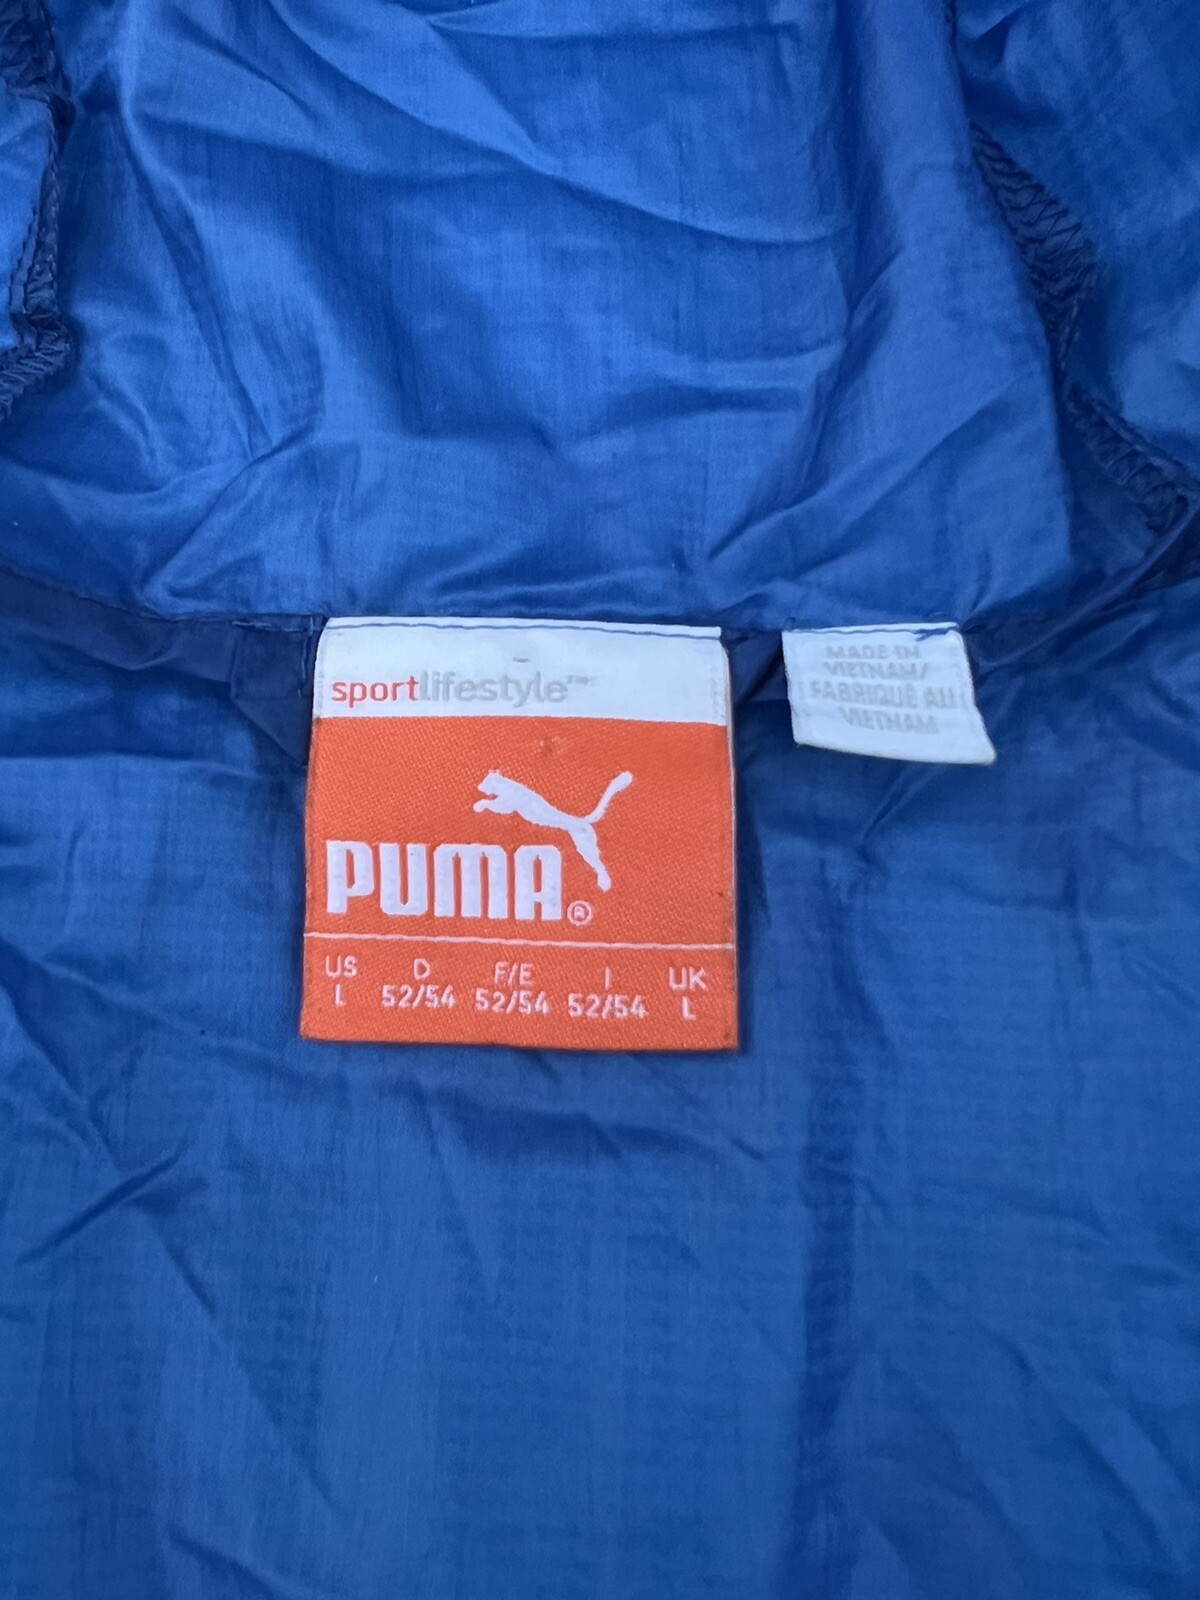 sportlifestyle™
PUMA®
US D F/E I UK
L 52/54 52/54 52/54 L
MADE IN
VIETNAM/
FABRIQUÉ AU
VIETNAM